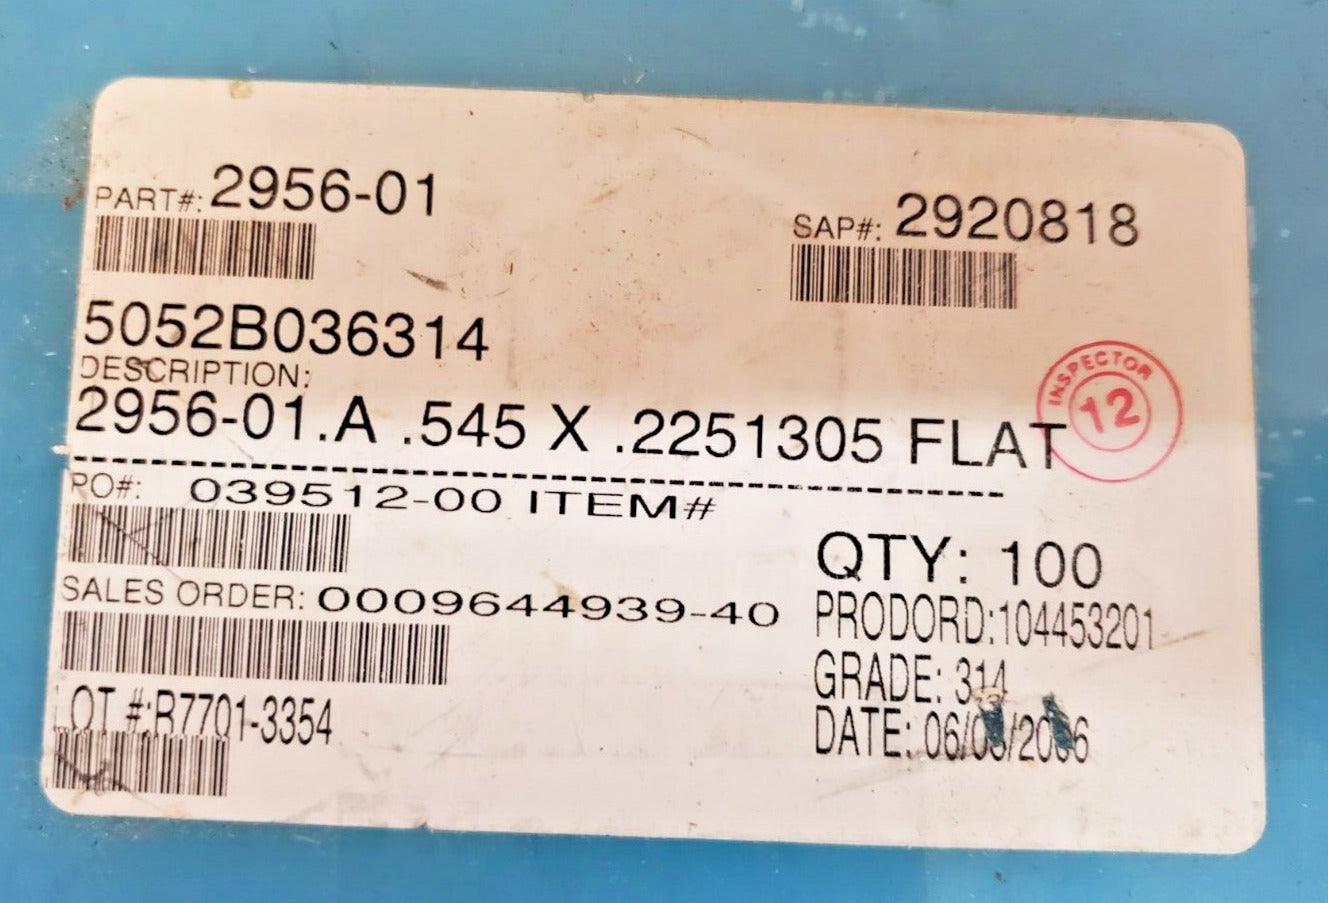 PART#: 2956-01
SAP#: 2920818
5052B036314
DESCRIPTION:
2956-01.A .545 X .2251305 FLAT
INSPECTOR
12
PO#: 039512-00 ITEM#
QTY: 100
SALES ORDER: 0009644939-40
PRODORD:104453201
GRADE: 314
LOT #:R7701-3354
DATE: